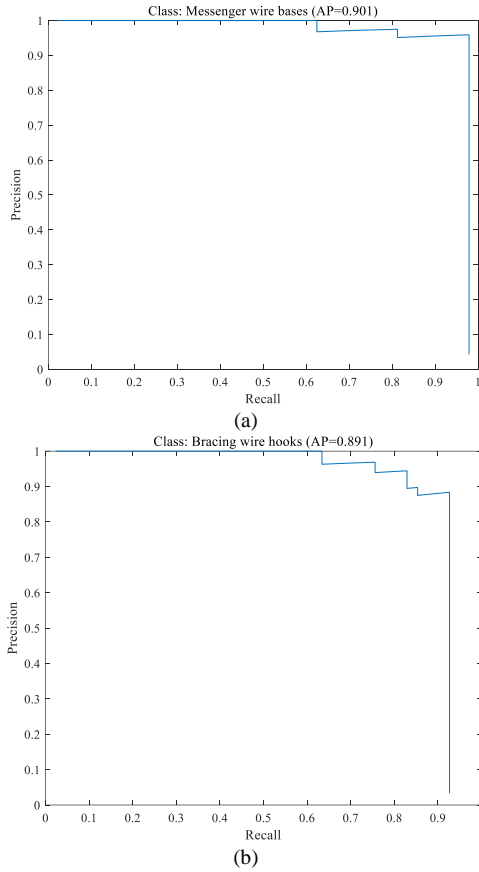 Class: Messenger wire bases (AP=0.901)
1
0.9
0.8
0.7
0.6
0.5
0.4
0.3
0.2
0.1
0
Precision
0 0.1 0.2 0.3 0.4 0.5 0.6 0.7 0.8 0.9 1
Recall
(a)
Class: Bracing wire hooks (AP=0.891)
1
0.9
0.8
0.7
0.6
0.5
0.4
0.3
0.2
0.1
0
Precision
0 0.1 0.2 0.3 0.4 0.5 0.6 0.7 0.8 0.9
Recall
(b)